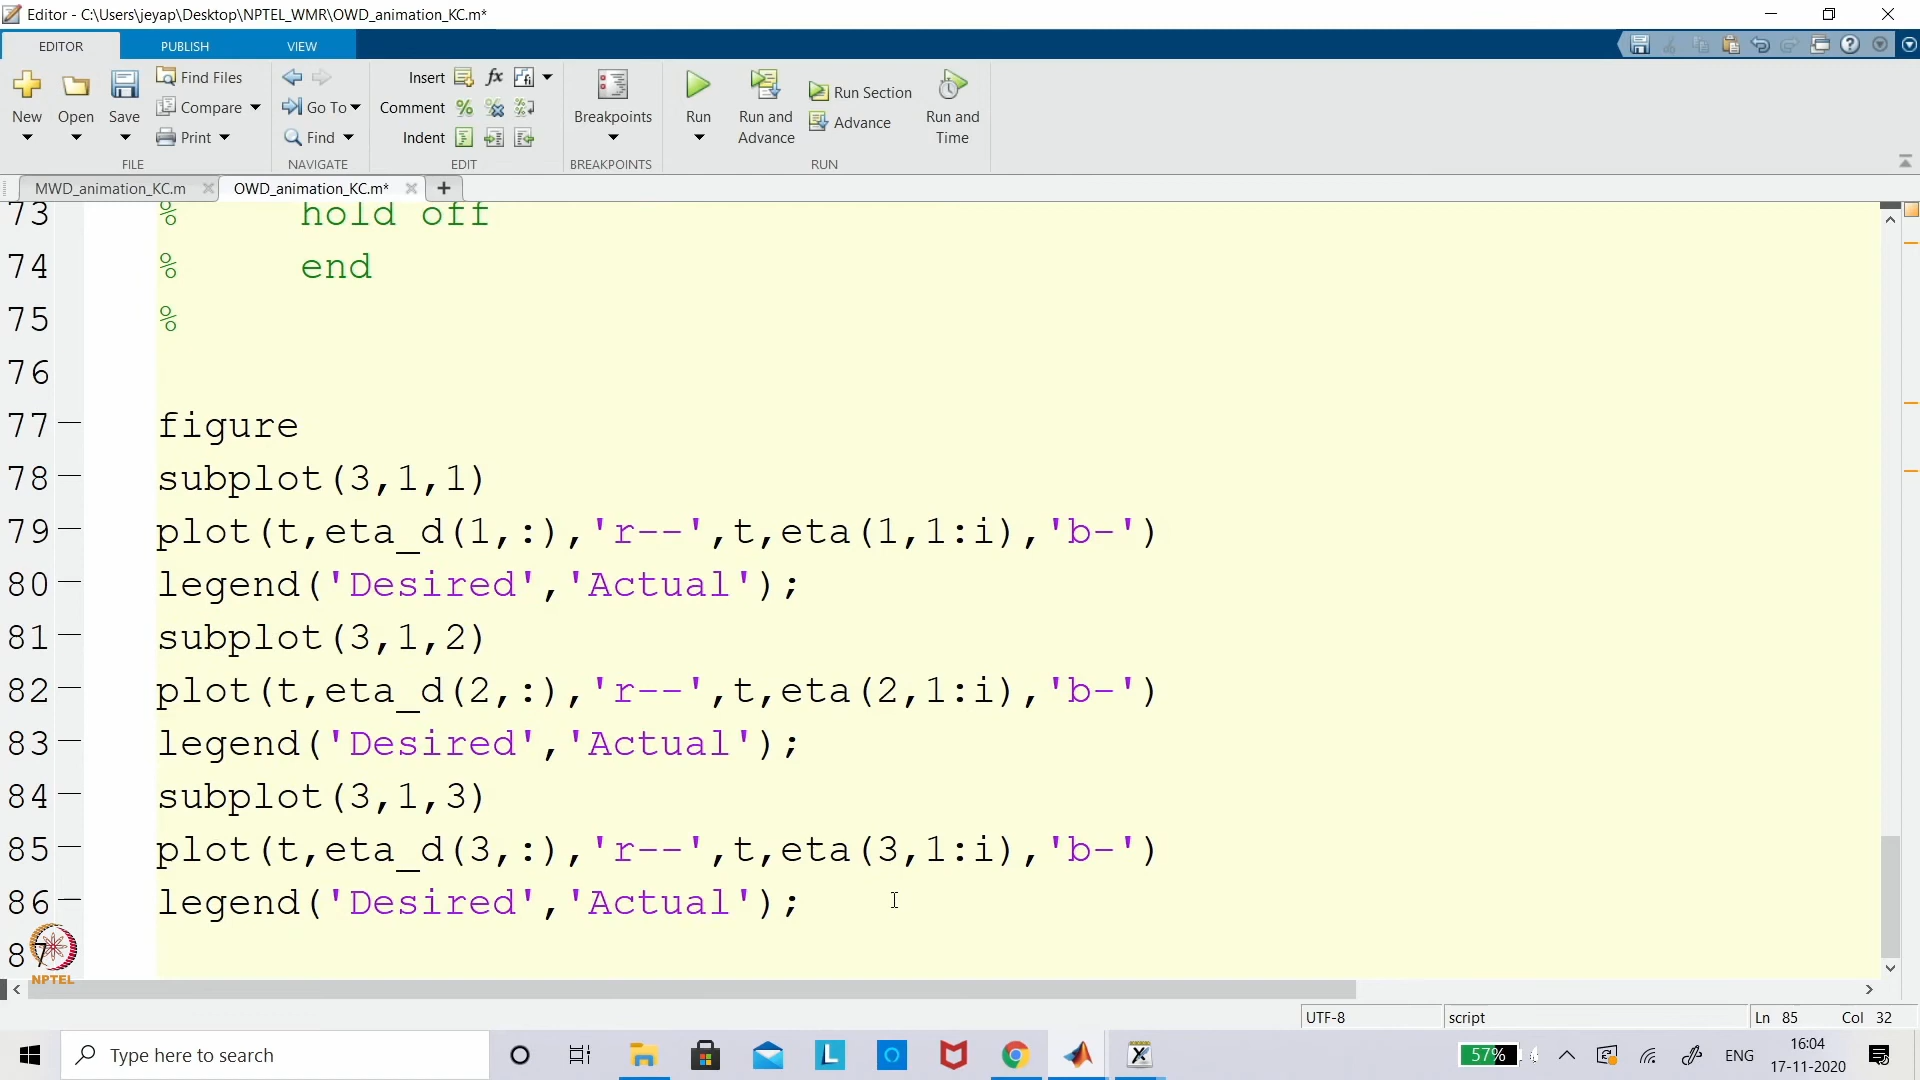 Editor - C:\Users\jeyap\Desktop\NPTEL_WMR\OWD_animation_KC.m*
EDITOR PUBLISH VIEW
New
Open
Save
Find Files
Compare
Print
FILE
Go To
Find
NAVIGATE
Insert
Comment
Indent
EDIT
Breakpoints
BREAKPOINTS
Run
Run and
Advance
Run Section
Advance
Run and
Time
RUN
MWD_animation_KC.m OWD_animation_KC.m*
73 % hold off
74 % end
75 %
76
77 figure
78 subplot(3,1,1)
79 plot(t,eta_d(1,:),'r--',t,eta(1,1:i),'b-')
80 legend('Desired','Actual');
81 subplot(3,1,2)
82 plot(t,eta_d(2,:),'r--',t,eta(2,1:i),'b-')
83 legend('Desired','Actual');
84 subplot(3,1,3)
85 plot(t,eta_d(3,:),'r--',t,eta(3,1:i),'b-')
86 legend('Desired','Actual');
87
NPTEL
UTF-8 script Ln 85 Col 32
Type here to search
57%
ENG
16:04
17-11-2020